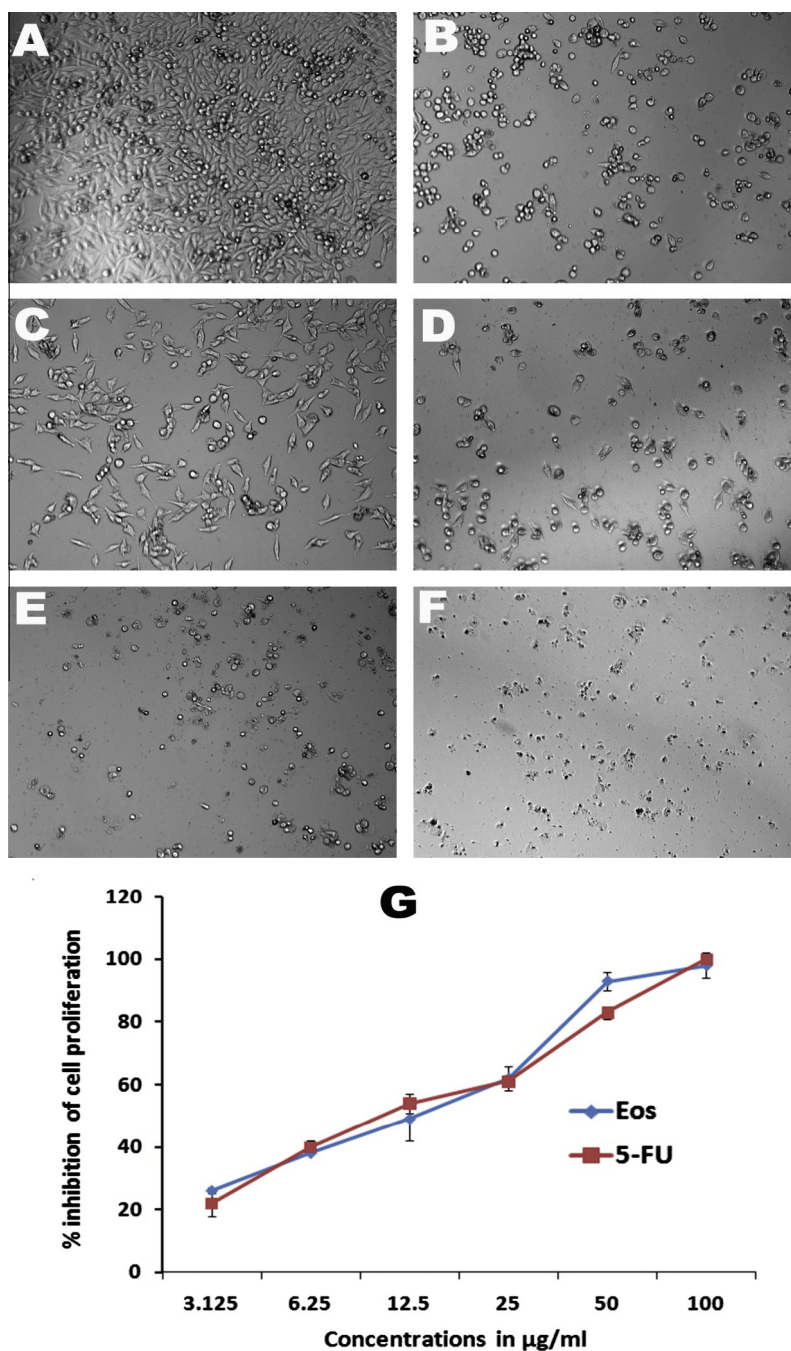 A
B
C
D
E
F
G
120
100
80
60
40
20
0
% inhibition of cell proliferation
Eos
5-FU
3.125 6.25 12.5 25 50 100
Concentrations in µg/ml